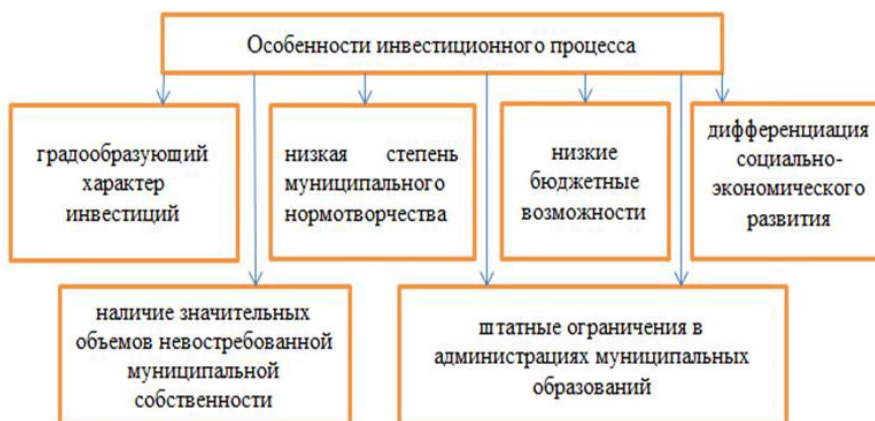 Особенности инвестиционного процесса
градообразующий
характер
инвестиций
низкая степень
муниципального
нормотворчества
низкие
бюджетные
возможности
дифференциация
социально-
экономического
развития
наличие значительных
объемов невостребованной
муниципальной
собственности
штатные ограничения в
администрациях муниципальных
образований